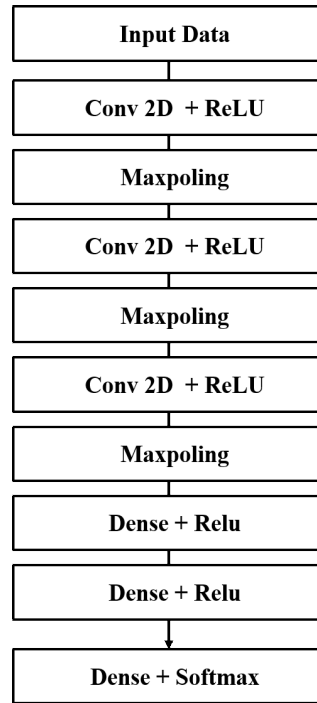 Input Data
Conv 2D + ReLU
Maxpoling
Conv 2D + ReLU
Maxpoling
Conv 2D + ReLU
Maxpoling
Dense + Relu
Dense + Relu
Dense + Softmax